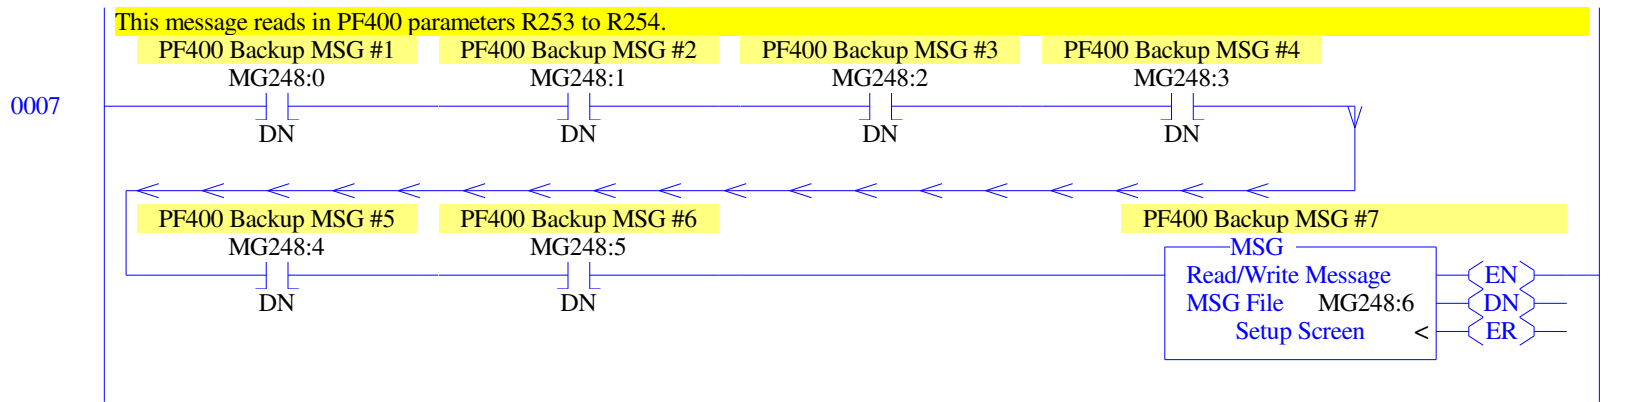 This message reads in PF400 parameters R253 to R254.
PF400 Backup MSG #1 PF400 Backup MSG #2 PF400 Backup MSG #3 PF400 Backup MSG #4
MG248:0 MG248:1 MG248:2 MG248:3
0007
DN DN DN DN
PF400 Backup MSG #5 PF400 Backup MSG #6 PF400 Backup MSG #7
MG248:4 MG248:5 MSG
Read/Write Message EN
DN DN MSG File MG248:6 DN
Setup Screen < ER